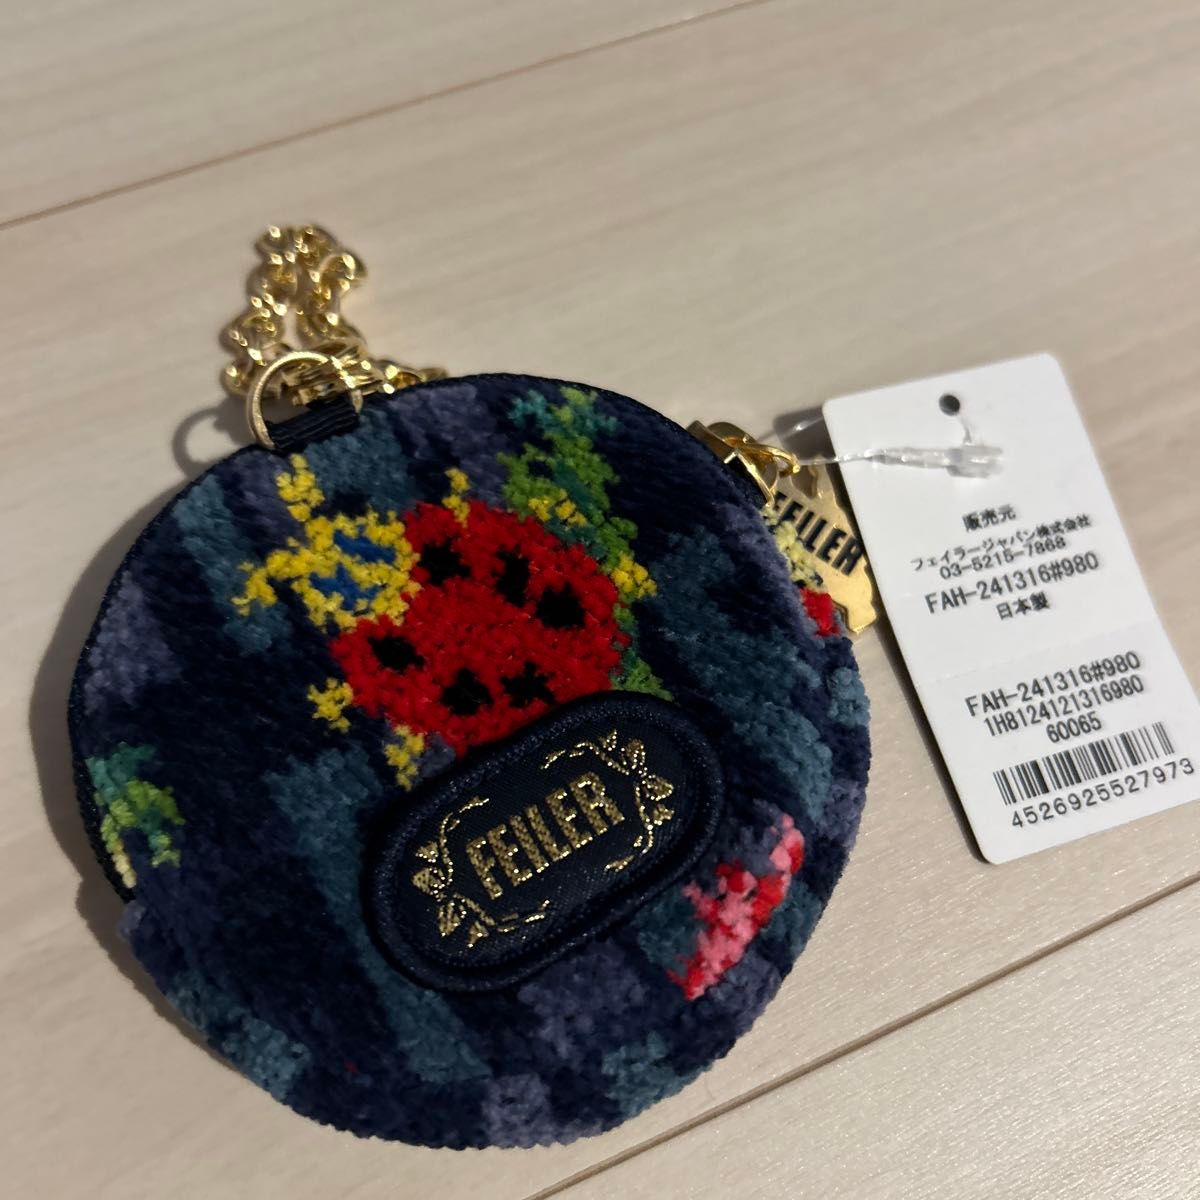 FEILER
FEILER
販売元
フェイラージャパン株式会社
03-5215-7868
FAH-241316#980
日本製
FAH-241316#980
1H8124121316980
60065
4526925527973